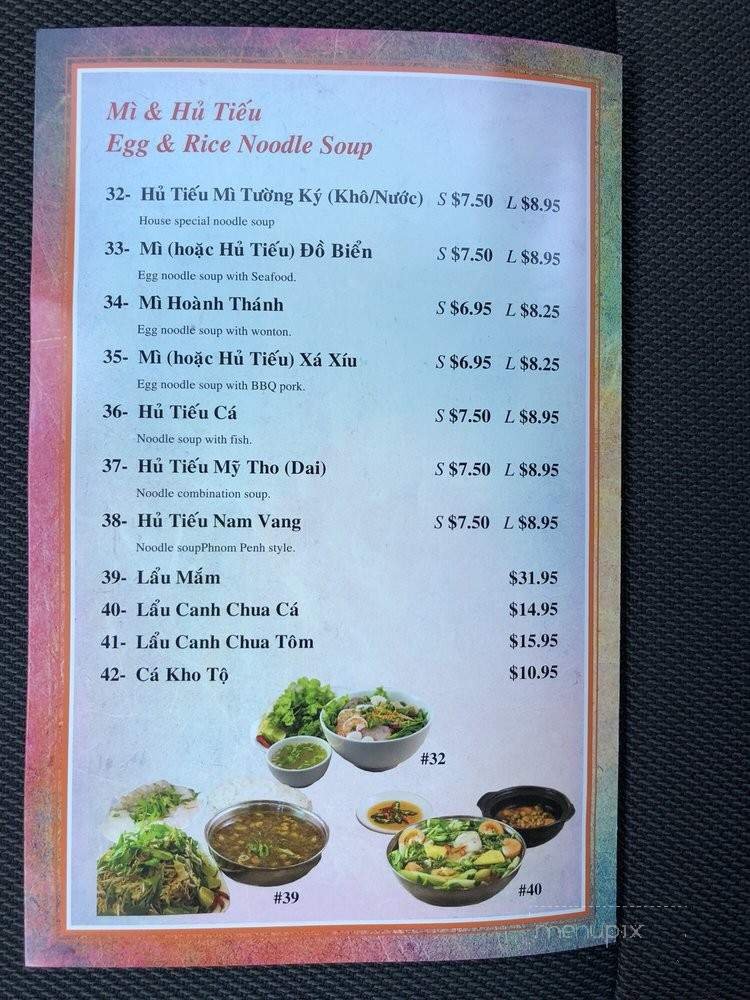 Mì & Hủ Tiếu
Egg & Rice Noodle Soup
32- Hủ Tiếu Mì Tường Ký (Khô/Nước) S $7.50 L $8.95
House special noodle soup
33- Mì (hoặc Hủ Tiếu) Đồ Biển S $7.50 L $8.95
Egg noodle soup with Seafood.
34- Mì Hoành Thánh S $6.95 L $8.25
Egg noodle soup with wonton.
35- Mì (hoặc Hủ Tiếu) Xá Xíu S $6.95 L $8.25
Egg noodle soup with BBQ pork.
36- Hủ Tiếu Cá S $7.50 L $8.95
Noodle soup with fish.
37- Hủ Tiếu Mỹ Tho (Dai) S $7.50 L $8.95
Noodle combination soup.
38- Hủ Tiếu Nam Vang S $7.50 L $8.95
Noodle soupPhnom Penh style.
39- Lẩu Mắm $31.95
40- Lẩu Canh Chua Cá $14.95
41- Lẩu Canh Chua Tôm $15.95
42- Cá Kho Tộ $10.95
#32
#39
#40
menupix